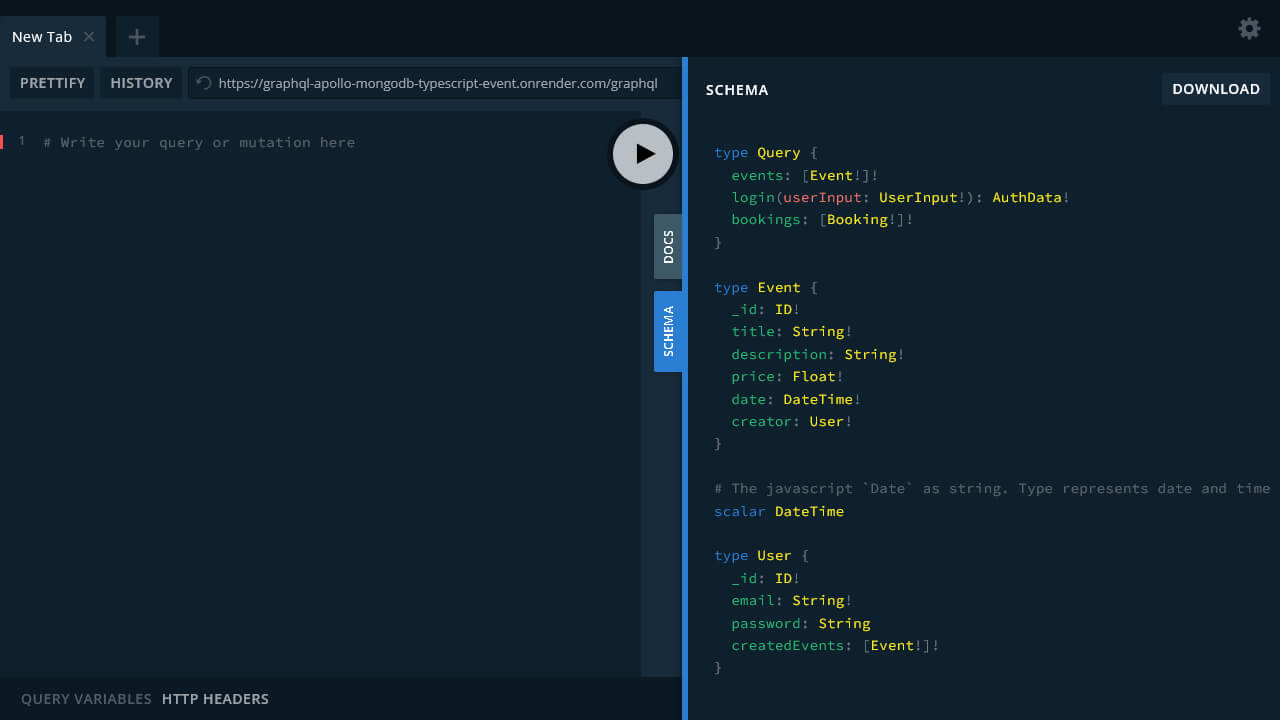 New Tab
PRETTIFY
HISTORY
https://graphql-apollo-mongodb-typescript-event.onrender.com/graphql
1 # Write your query or mutation here
DOCS
SCHEMA
QUERY VARIABLES
HTTP HEADERS
SCHEMA
DOWNLOAD
type Query {
events: [Event!]!
login(userInput: UserInput!): AuthData!
bookings: [Booking!]!
}
type Event {
_id: ID!
title: String!
description: String!
price: Float!
date: DateTime!
creator: User!
}
# The javascript `Date` as string. Type represents date and time
scalar DateTime
type User {
_id: ID!
email: String!
password: String
createdEvents: [Event!]!
}